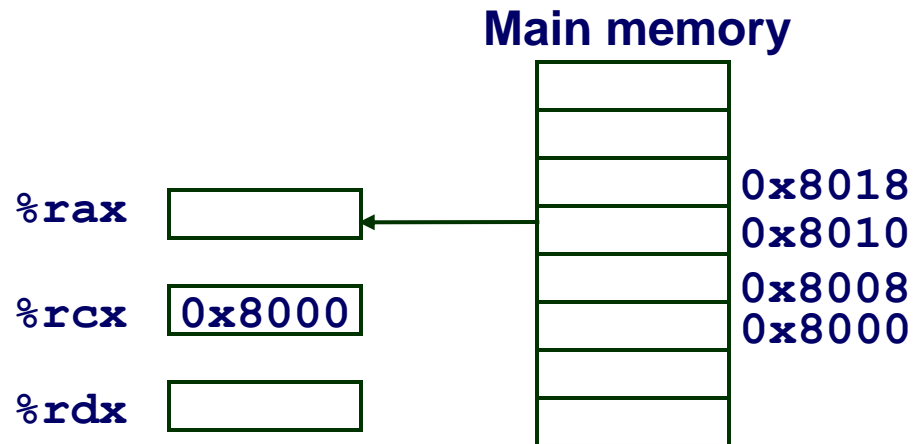 Main memory
0x8018
%rax
0x8010
0x8008
%rcx 0x8000
0x8000
%rdx